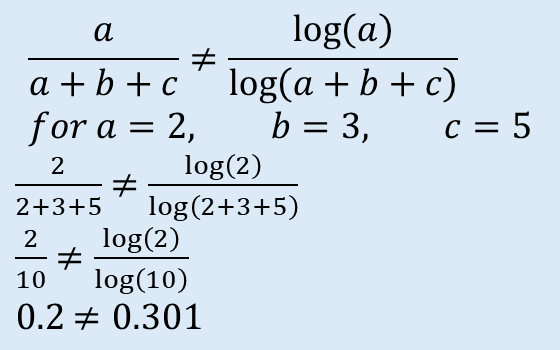 a/(a + b + c) ≠ log(a)/log(a + b + c)
for a = 2, b = 3, c = 5
2/(2+3+5) ≠ log(2)/log(2+3+5)
2/10 ≠ log(2)/log(10)
0.2 ≠ 0.301